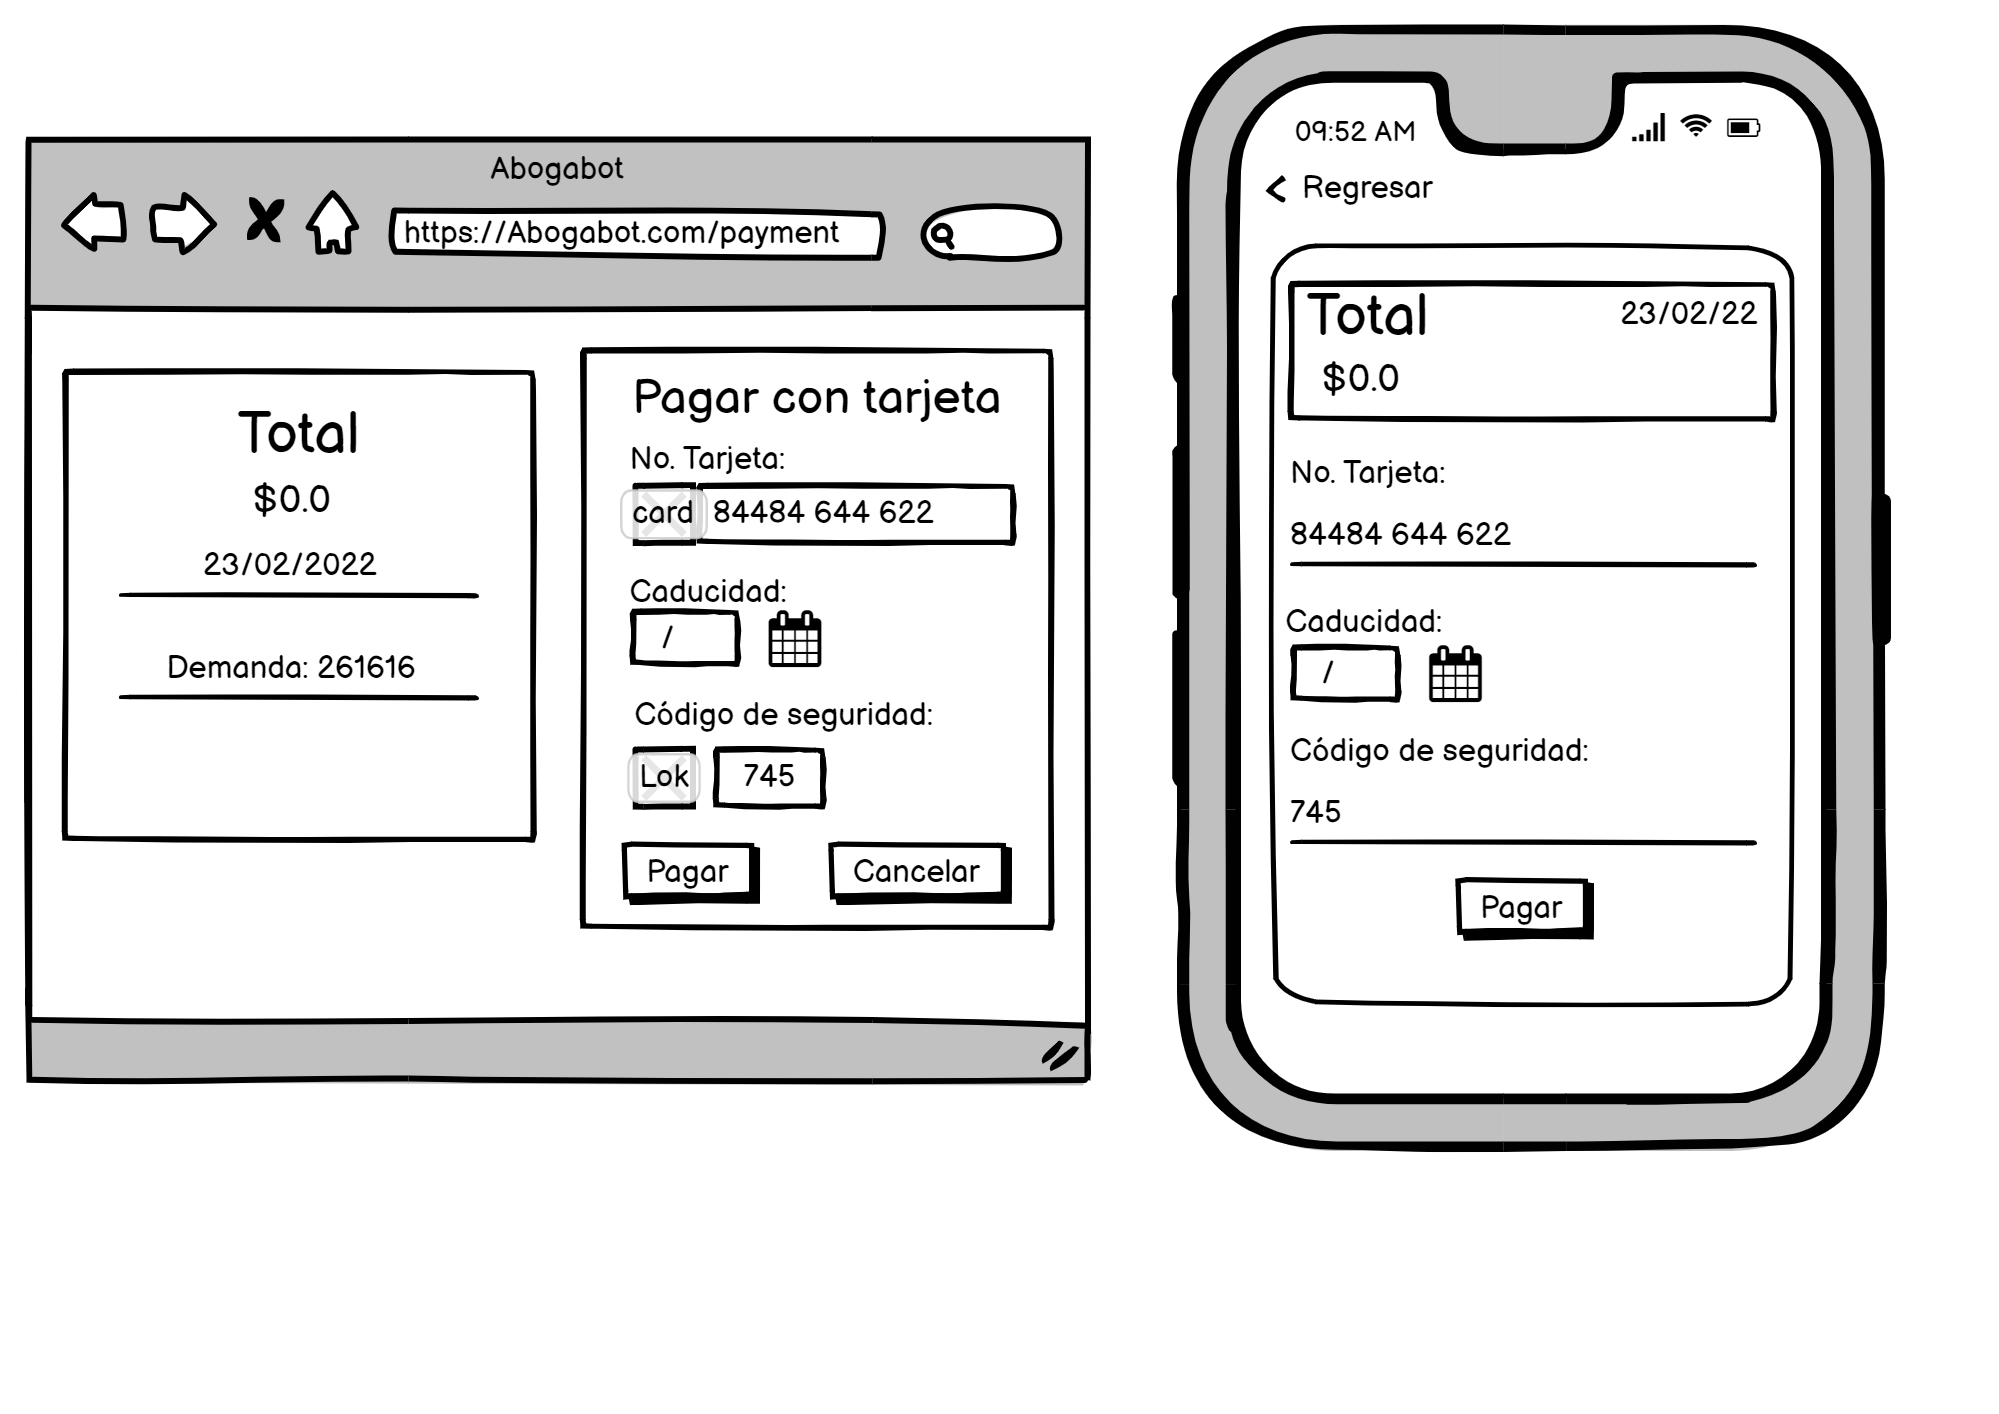 Abogabot
https://Abogabot.com/payment
Total
$0.0
23/02/2022
Demanda: 261616
Pagar con tarjeta
No. Tarjeta:
card 84484 644 622
Caducidad:
/
Código de seguridad:
Lok 745
Pagar Cancelar
09:52 AM
< Regresar
Total 23/02/22
$0.0
No. Tarjeta:
84484 644 622
Caducidad:
/
Código de seguridad:
745
Pagar